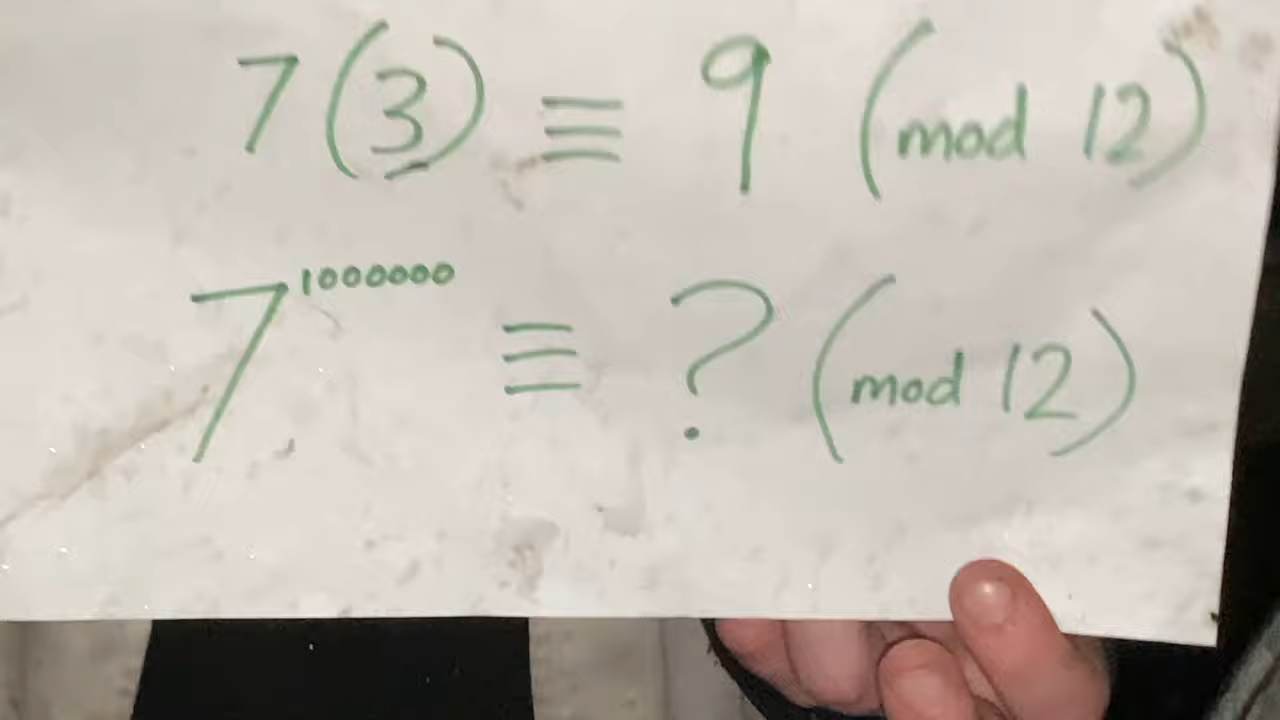 7(3) ≡ 9 (mod 12)
7^1000000 ≡ ? (mod 12)